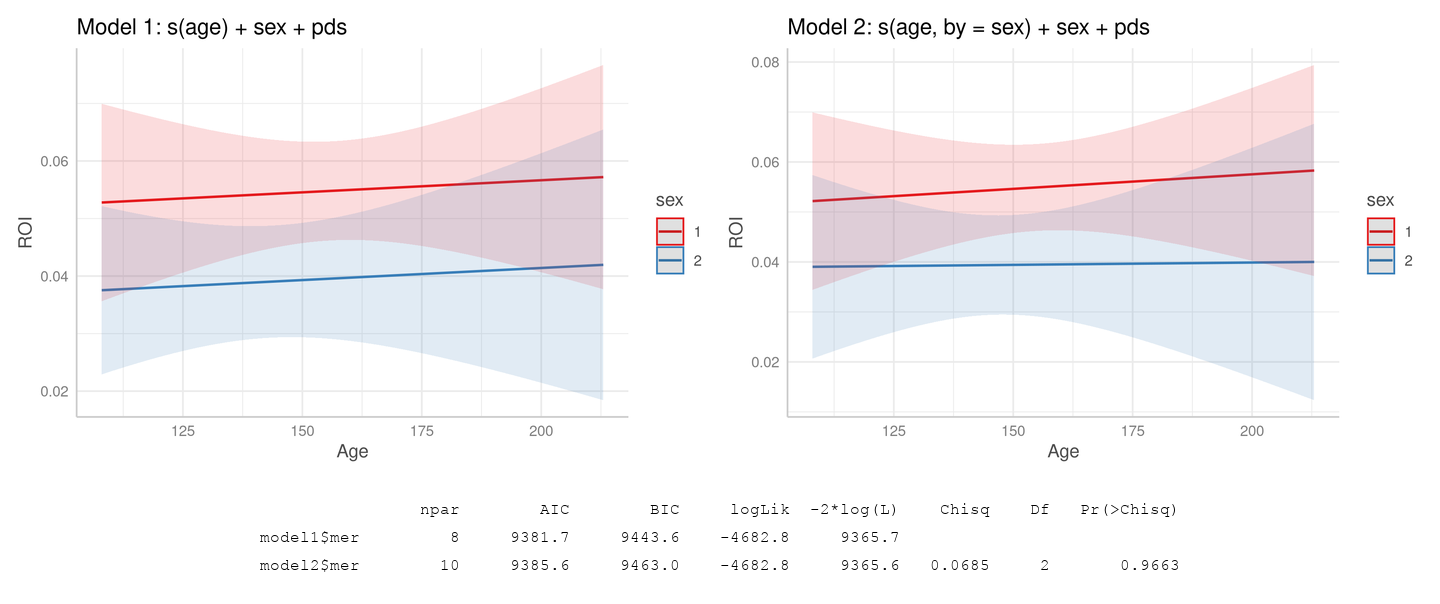 Model 1: s(age) + sex + pds
0.06
0.04
0.02
ROI
125 150 175 200
Age
sex
1
2
Model 2: s(age, by = sex) + sex + pds
0.08
0.06
0.04
0.02
ROI
125 150 175 200
Age
sex
1
2
npar AIC BIC logLik -2*log(L) Chisq Df Pr(>Chisq)
model1$mer 8 9381.7 9443.6 -4682.8 9365.7
model2$mer 10 9385.6 9463.0 -4682.8 9365.6 0.0685 2 0.9663